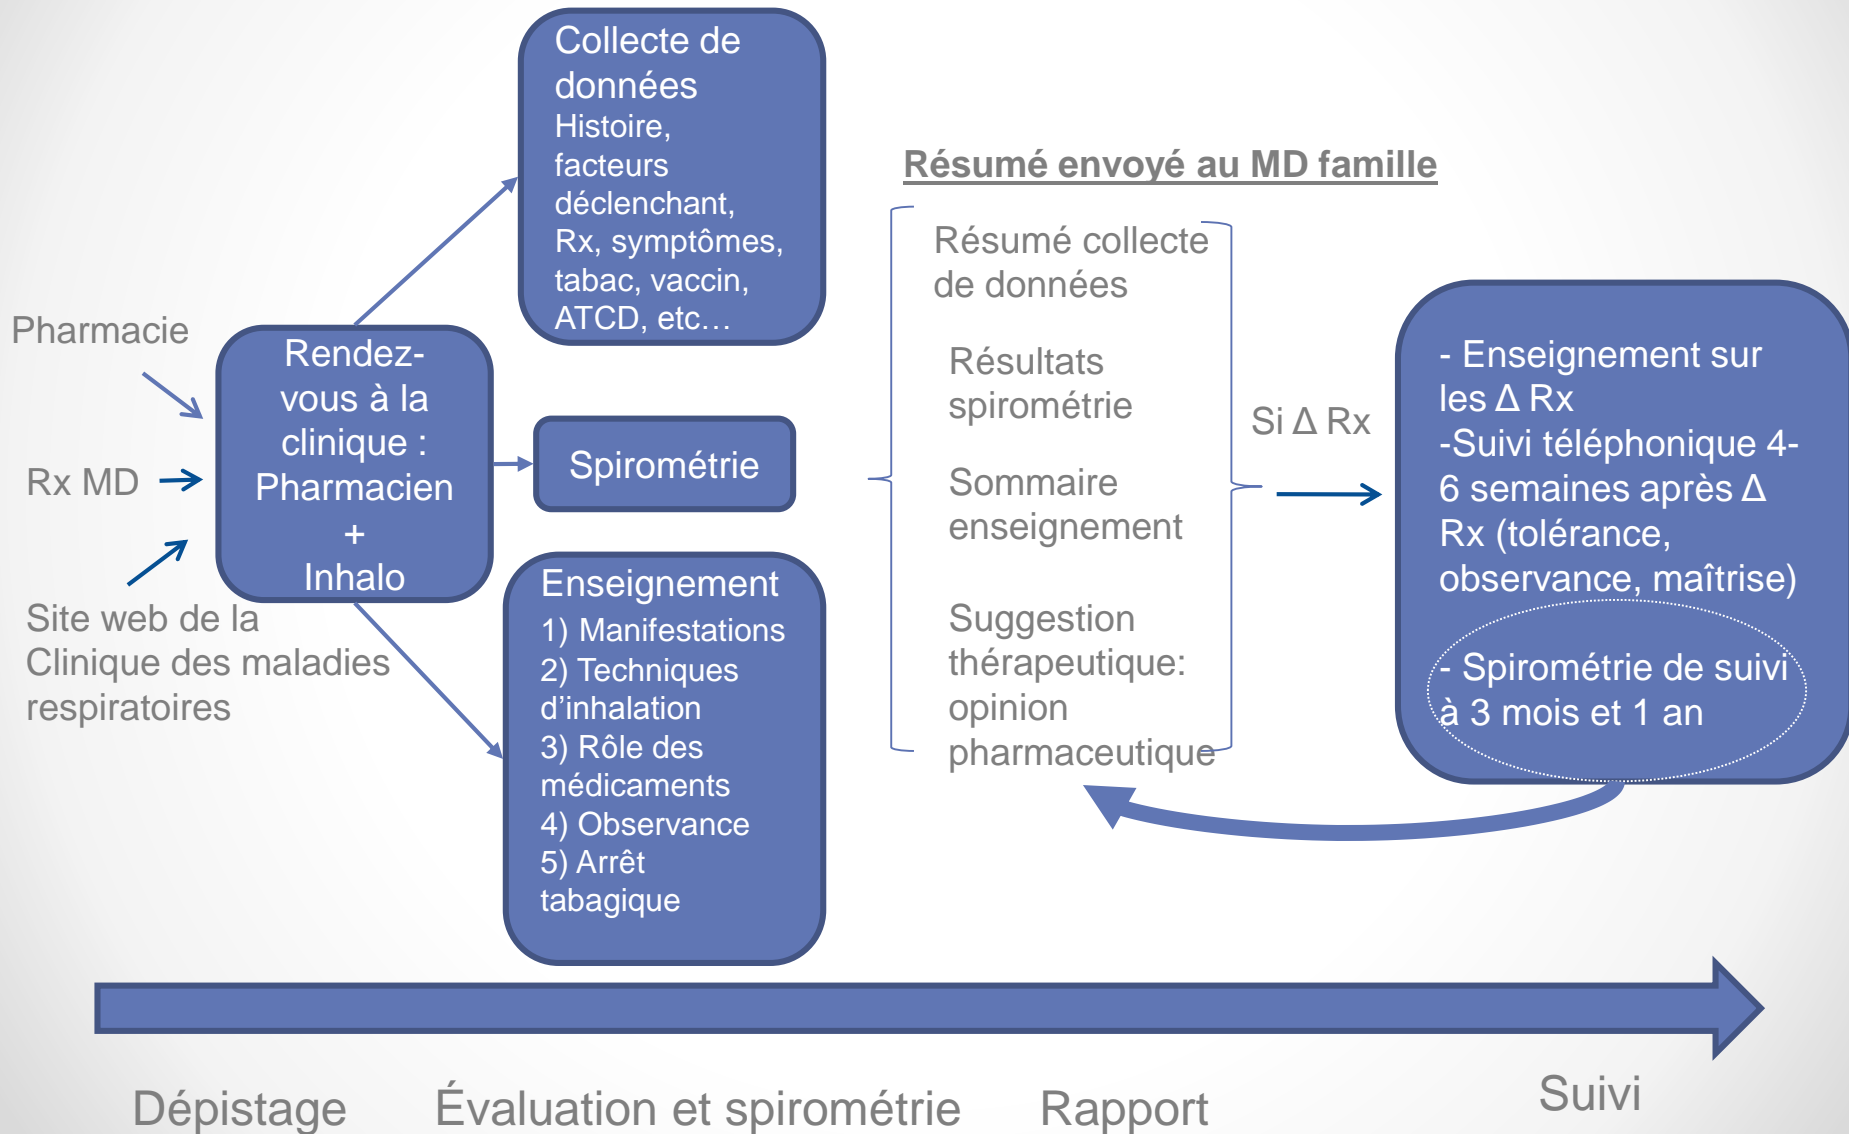 Pharmacie
Rx MD
Site web de la
Clinique des maladies
respiratoires
Rendez-
vous à la
clinique :
Pharmacien
+
Inhalo
Collecte de
données
Histoire,
facteurs
déclenchant,
Rx, symptômes,
tabac, vaccin,
ATCD, etc…
Spirométrie
Enseignement
1) Manifestations
2) Techniques
d’inhalation
3) Rôle des
médicaments
4) Observance
5) Arrêt
tabagique
Résumé envoyé au MD famille
Résumé collecte
de données
Résultats
spirométrie
Sommaire
enseignement
Suggestion
thérapeutique:
opinion
pharmaceutique
Si Δ Rx
- Enseignement sur
les Δ Rx
-Suivi téléphonique 4-
6 semaines après Δ
Rx (tolérance,
observance, maîtrise)
- Spirométrie de suivi
à 3 mois et 1 an
Dépistage
Évaluation et spirométrie
Rapport
Suivi